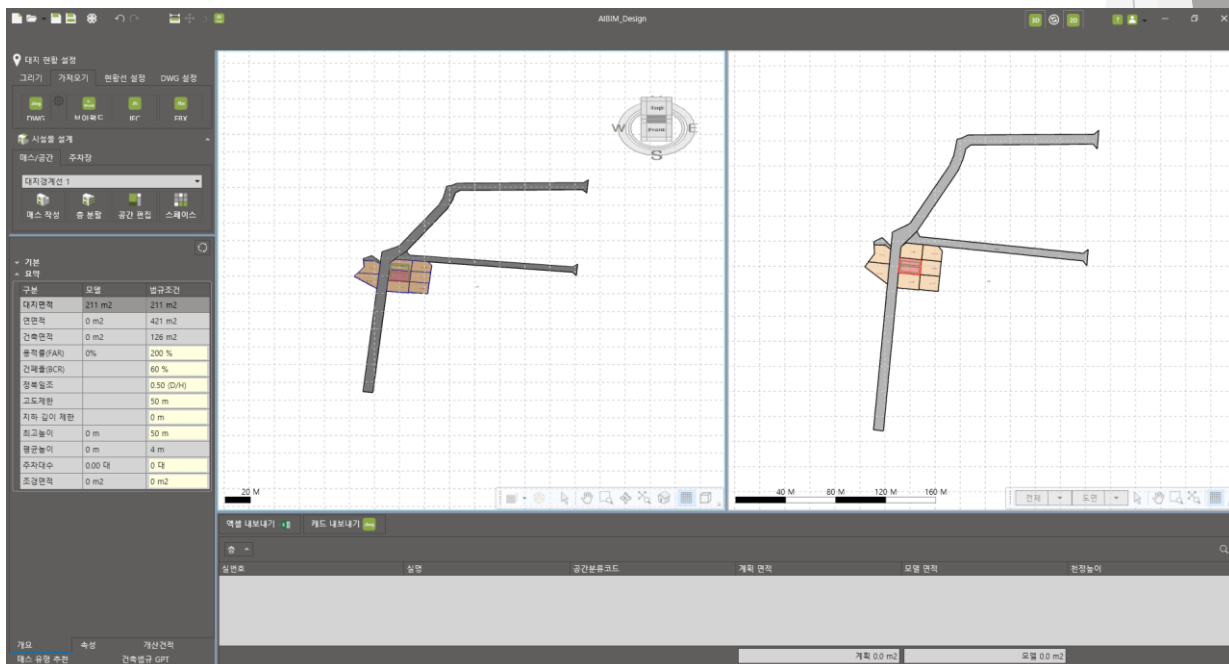 AIBIM_Design
3D 2D
대지 현황 설정
그리기 가져오기 현황선 설정 DWG 설정
DWG 브이월드 IFC FBX
시설물 설계
매스/공간 주차장
대지경계선 1
매스 작성 층 분할 공간 편집 스페이스
기본
요약
구분 모델 법규조건
대지면적 211 m2 211 m2
연면적 0 m2 421 m2
건축면적 0 m2 126 m2
용적률(FAR) 0% 200 %
건폐율(BCR) 60 %
정북일조 0.50 (D/H)
고도제한 50 m
지하 깊이 제한 0 m
최고높이 0 m 50 m
평균높이 0 m 4 m
주차대수 0.00 대 0 대
조경면적 0 m2 0 m2
개요 속성 개산견적
매스 유형 추천 건축법규 GPT
W E
S
20 M
40 M 80 M 120 M 160 M
전체 도면
엑셀 내보내기 캐드 내보내기
층
실번호 실명 공간분류코드 계획 면적 모델 면적 천정높이
계획 0.0 m2 모델 0.0 m2